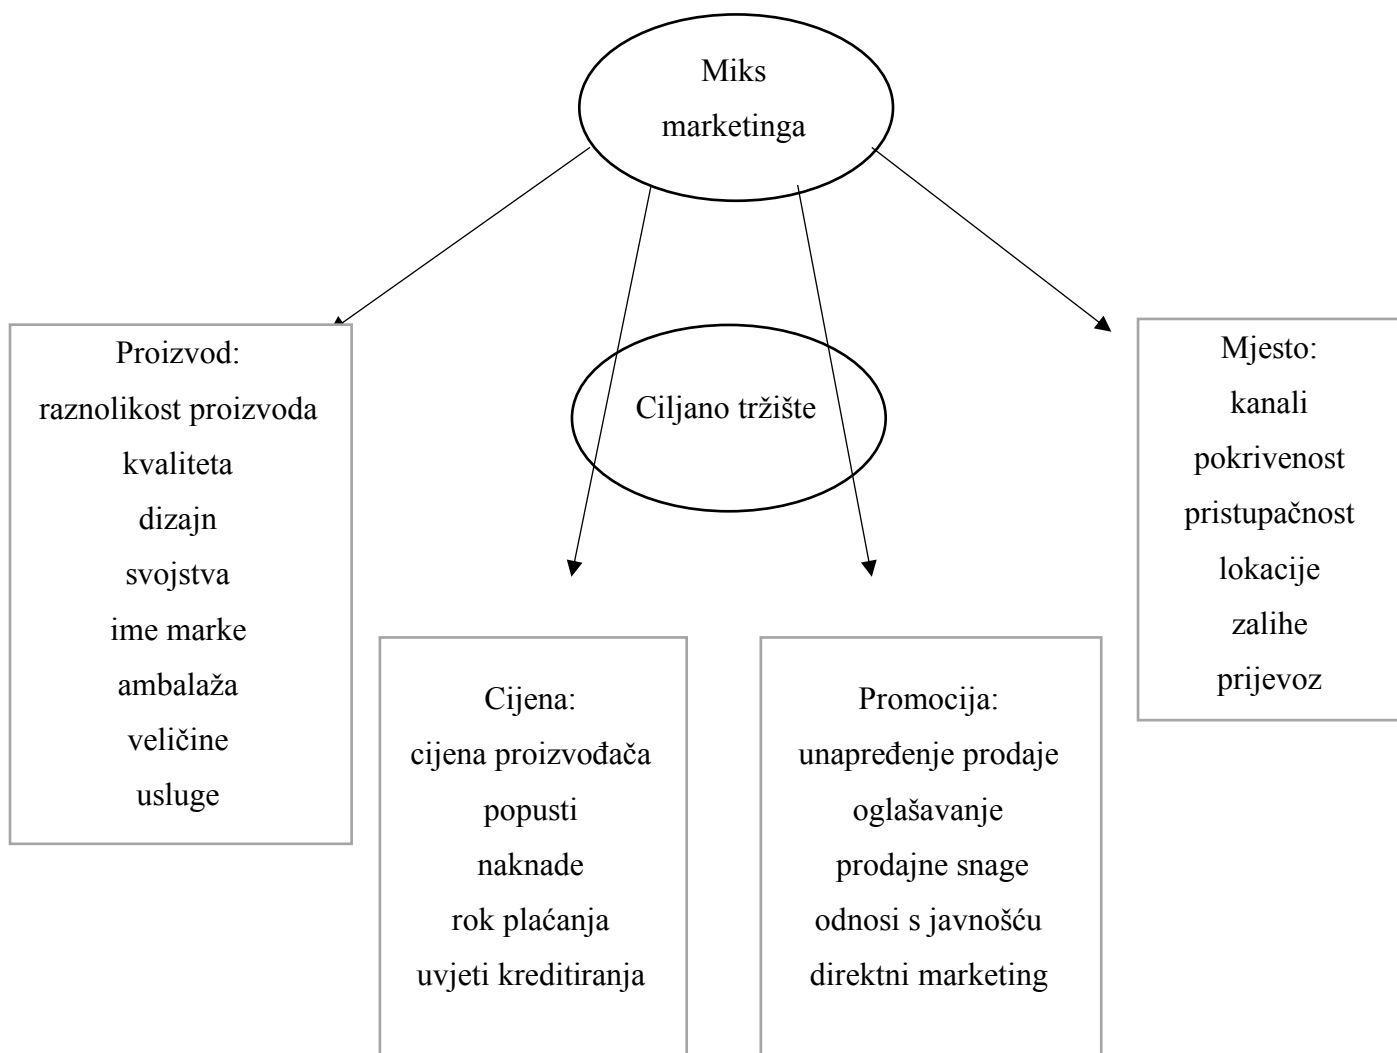 Miks
marketinga
Ciljano tržište
Proizvod:
raznolikost proizvoda
kvaliteta
dizajn
svojstva
ime marke
ambalaža
veličine
usluge
Cijena:
cijena proizvođača
popusti
naknade
rok plaćanja
uvjeti kreditiranja
Promocija:
unapređenje prodaje
oglašavanje
prodajne snage
odnosi s javnošću
direktni marketing
Mjesto:
kanali
pokrivenost
pristupačnost
lokacije
zalihe
prijevoz